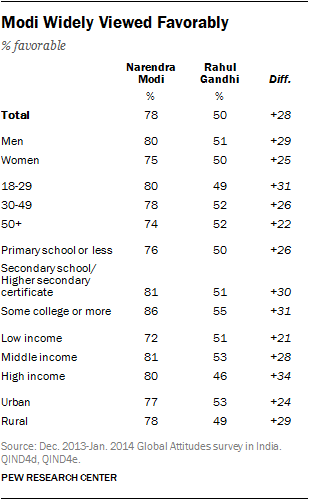 Modi Widely Viewed Favorably
% favorable
Narendra Modi Rahul Gandhi Diff.
% %
Total 78 50 +28
Men 80 51 +29
Women 75 50 +25
18-29 80 49 +31
30-49 78 52 +26
50+ 74 52 +22
Primary school or less 76 50 +26
Secondary school/
Higher secondary
certificate 81 51 +30
Some college or more 86 55 +31
Low income 72 51 +21
Middle income 81 53 +28
High income 80 46 +34
Urban 77 53 +24
Rural 78 49 +29
Source: Dec. 2013-Jan. 2014 Global Attitudes survey in India.
QIND4d, QIND4e.
PEW RESEARCH CENTER